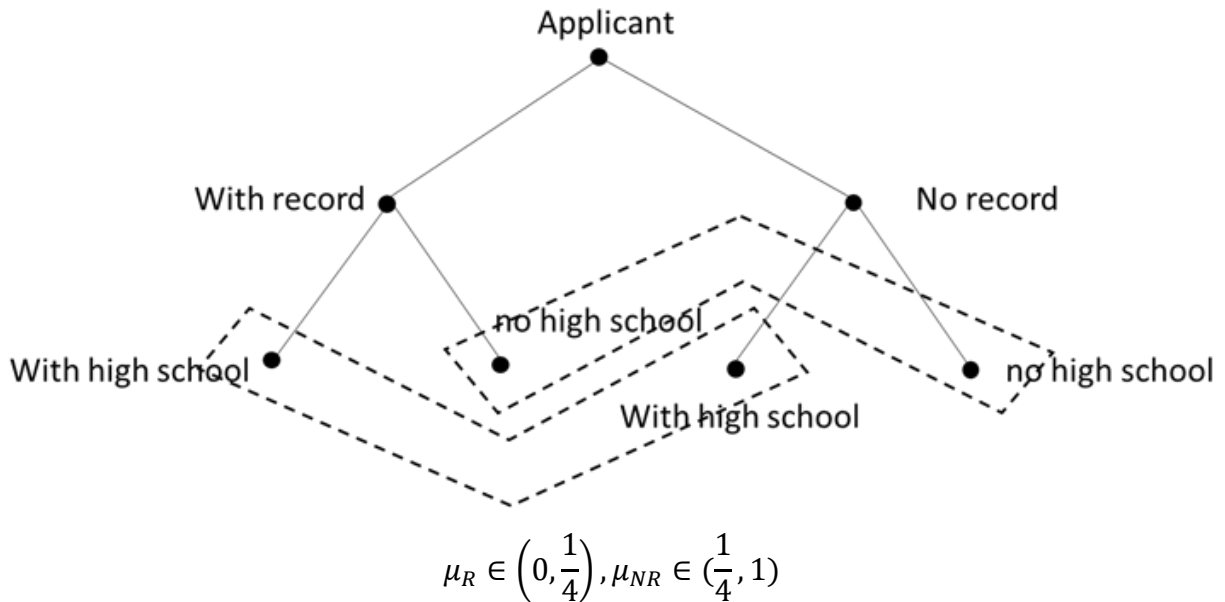 Applicant
With record
No record
no high school
With high school
no high school
With high school
μ_R ∈ (0, 1/4), μ_NR ∈ (1/4, 1)